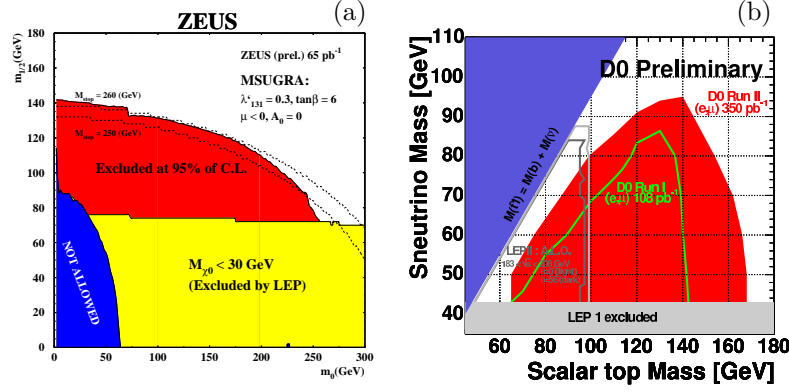 ZEUS
(a)
m1/2(GeV)
180
160
140
120
100
80
60
40
20
0
ZEUS (prel.) 65 pb-1
MSUGRA:
λ'131 = 0.3, tanβ = 6
μ < 0, A0 = 0
Mstop = 260 (GeV)
Mstop = 250 (GeV)
Excluded at 95% of C.L.
NOT ALLOWED
Mχ0 < 30 GeV
(Excluded by LEP)
0 50 100 150 200 250 300
m0(GeV)
(b)
Sneutrino Mass [GeV]
110
100
90
80
70
60
50
40
D0 Preliminary
D0 Run II
(e,μ) 350 pb-1
D0 Run I
(e,μ) 108 pb-1
LEP 1 excluded
60 80 100 120 140 160 180
Scalar top Mass [GeV]